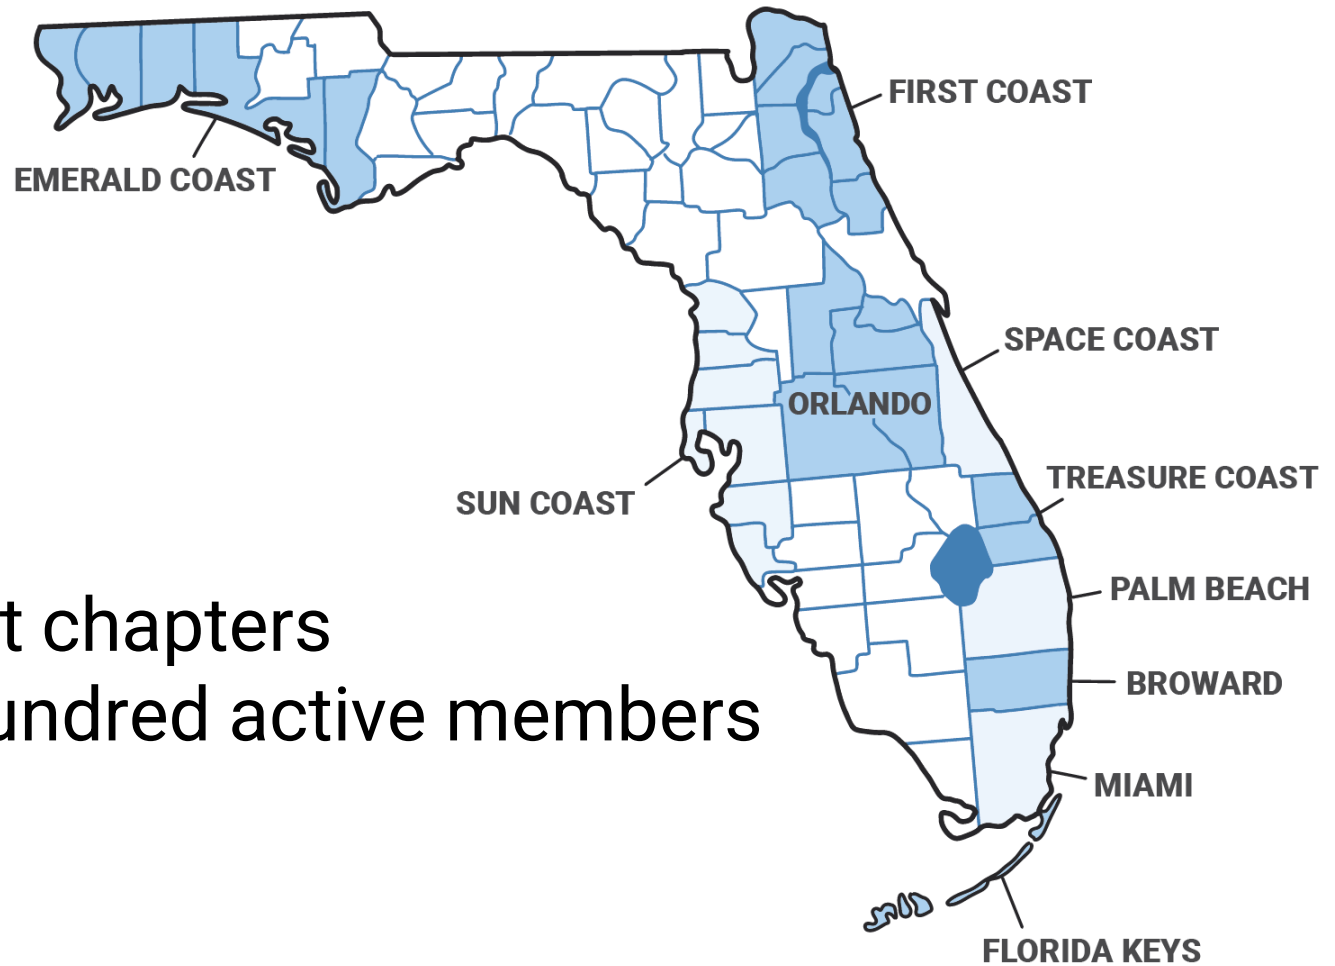 FIRST COAST
EMERALD COAST
SPACE COAST
ORLANDO
TREASURE COAST
SUN COAST
PALM BEACH
t chapters
undred active members
BROWARD
MIAMI
FLORIDA KEYS